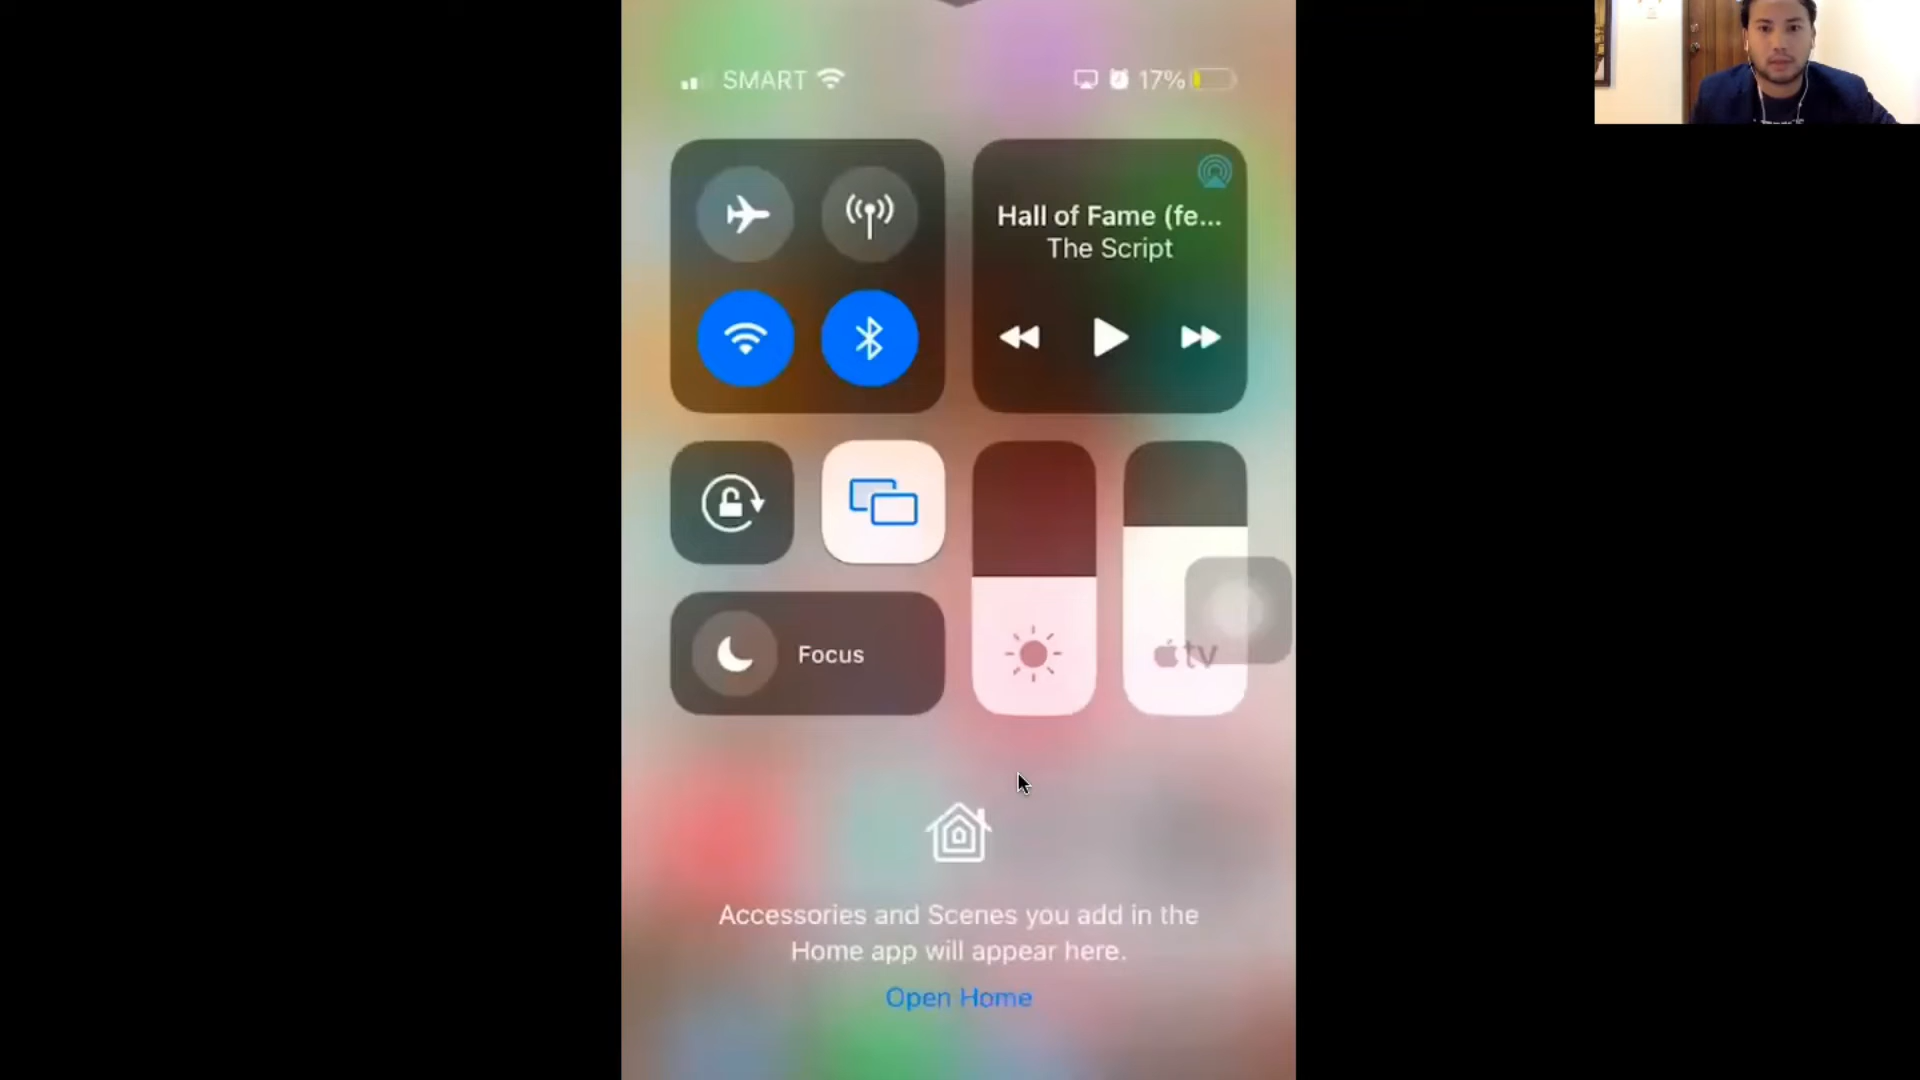 SMART 17%
Hall of Fame (fe...
The Script
Focus
tv
Accessories and Scenes you add in the
Home app will appear here.
Open Home